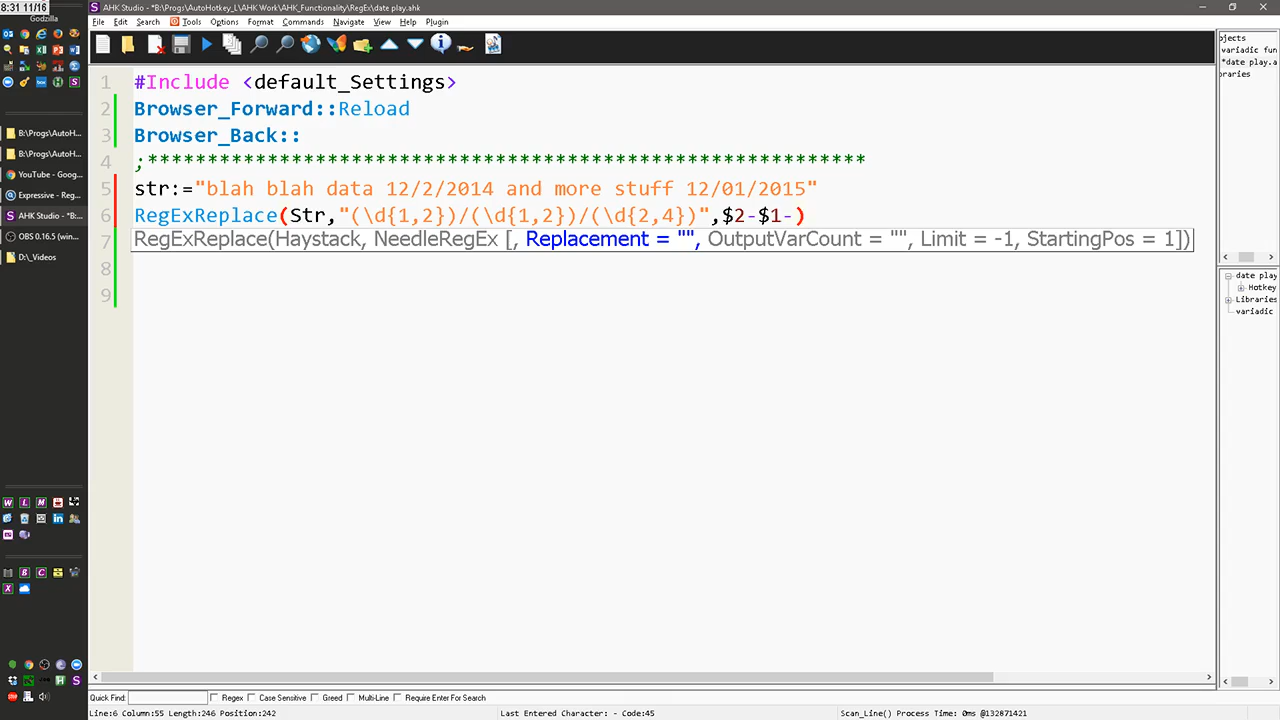 8:31 11/16
Godzilla
AHK Studio - *B:\Progs\AutoHotkey_L\AHK Work\AHK_Functionality\RegEx\date play.ahk
File Edit Search Tools Options Format Commands Navigate View Help Plugin
1 #Include <default_Settings>
2 Browser_Forward::Reload
3 Browser_Back::
4 ;************************************************************
5 str:="blah blah data 12/2/2014 and more stuff 12/01/2015"
6 RegExReplace(Str,"(\d{1,2})/(\d{1,2})/(\d{2,4})",$2-$1-)
7 RegExReplace(Haystack, NeedleRegEx [, Replacement = "", OutputVarCount = "", Limit = -1, StartingPos = 1])
8
9
B:\Progs\AutoH...
B:\Progs\AutoH...
YouTube - Goog...
Expressive - Reg...
AHK Studio - *B:...
OBS 0.16.5 (win...
D:\_Videos
ojects
variadic fun
*date play.a
braries
date play
Hotkey
Libraries
variadic
Quick Find: Regex Case Sensitive Greed Multi-Line Require Enter For Search
Line:6 Column:55 Length:246 Position:242 Last Entered Character: - Code:45 Scan_Line() Process Time: 0ms @132871421